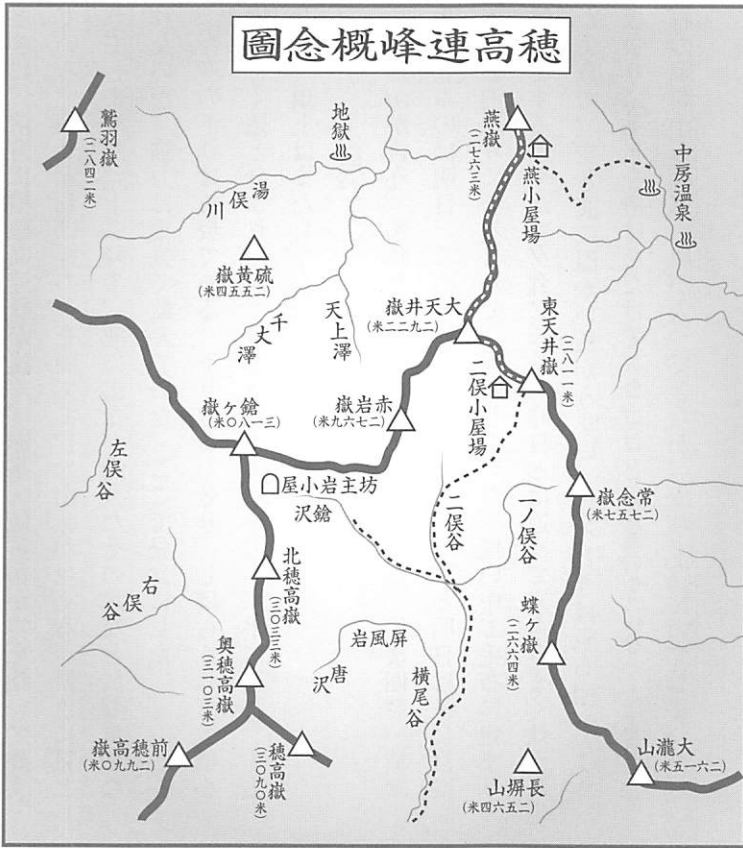 穂高連峰概念圖
中房温泉
燕嶽
(二七六三米)
燕小屋場
地獄
鷲羽嶽
(二八四二米)
湯俣川
硫黄嶽
(二五五四米)
千丈澤
天上澤
大天井嶽
(二九二二米)
東天井嶽
(二八一一米)
二俣小屋場
赤岩嶽
(二七六九米)
鎗ヶ嶽
(三一八〇米)
坊主岩小屋
鎗沢
左俣谷
二俣谷
一ノ俣谷
常念嶽
(二七五七米)
北穂高嶽
(三〇三三米)
右俣谷
蝶ヶ嶽
(二六六四米)
屏風岩
唐沢
横尾谷
奥穂高嶽
(三一〇三米)
穂高嶽
(三〇九〇米)
前穂高嶽
(二九九〇米)
大瀧山
(二六一五米)
長塀山
(二五六四米)